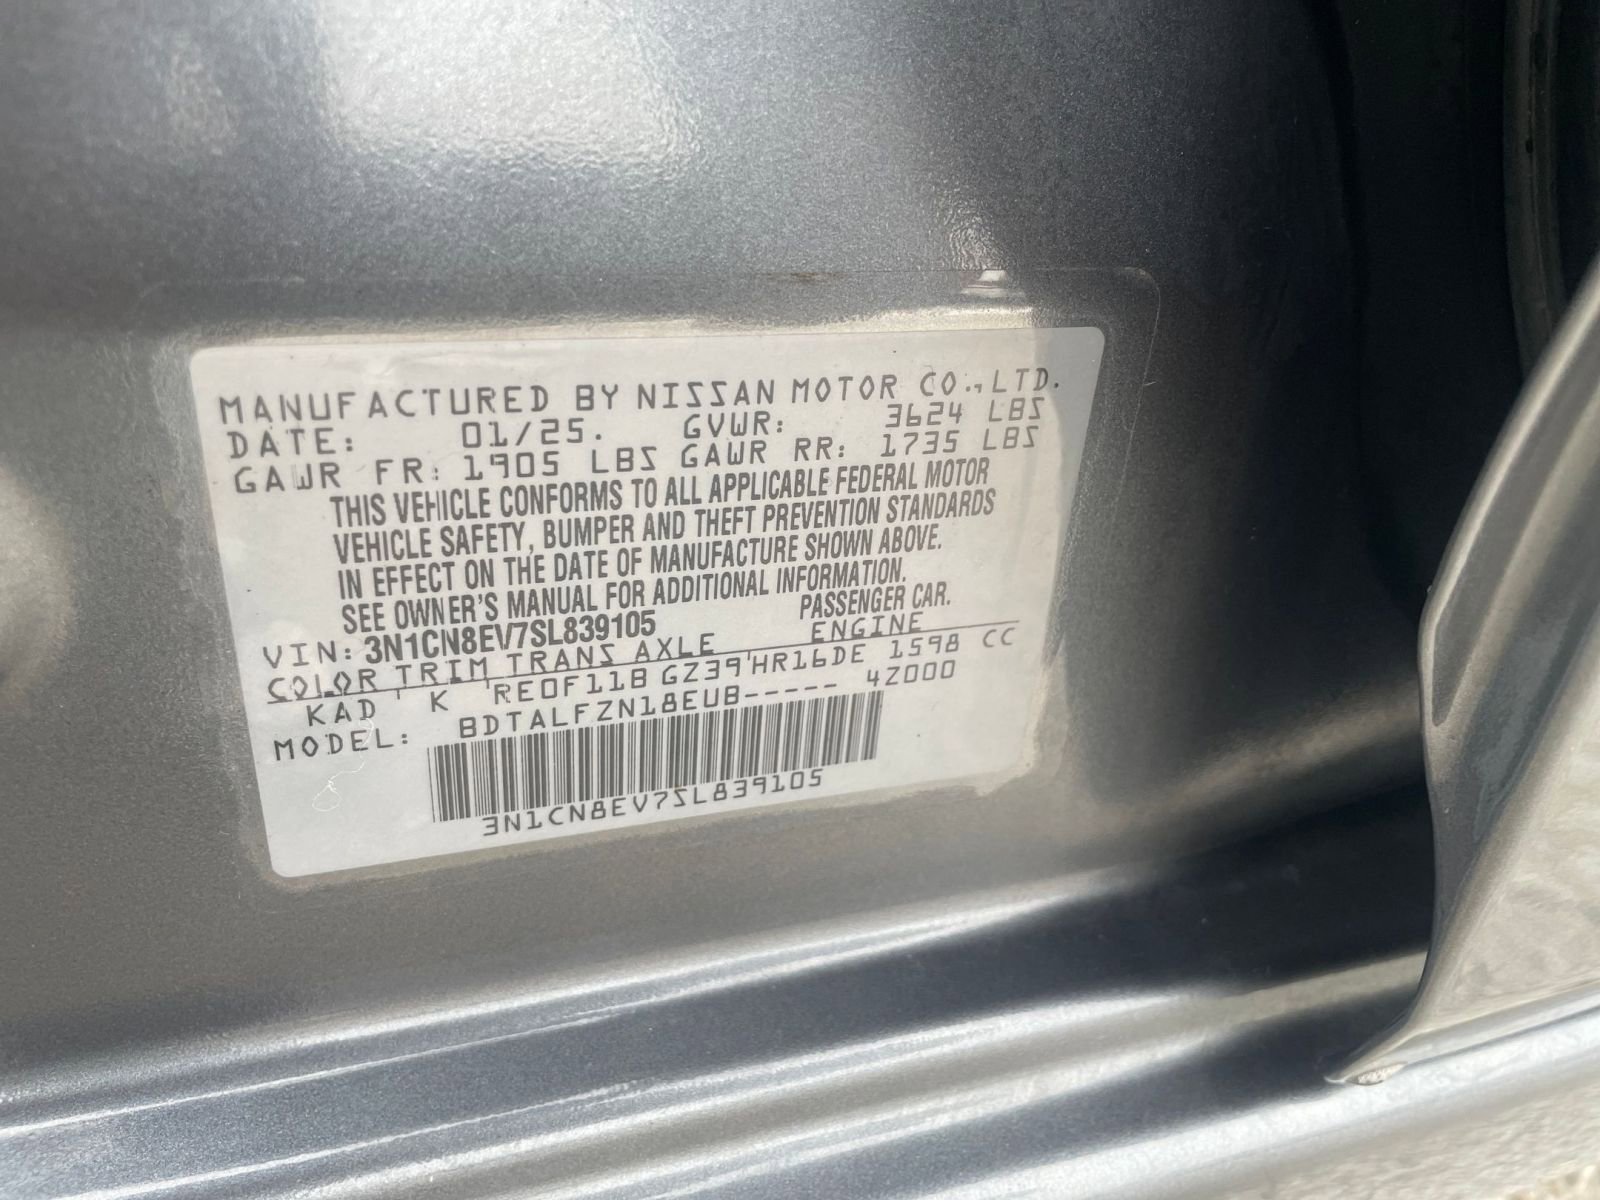 MANUFACTURED BY NISSAN MOTOR CO.,LTD.
DATE: 01/25. GVWR: 3624 LBS
GAWR FR: 1905 LBS GAWR RR: 1735 LBS
THIS VEHICLE CONFORMS TO ALL APPLICABLE FEDERAL MOTOR
VEHICLE SAFETY, BUMPER AND THEFT PREVENTION STANDARDS
IN EFFECT ON THE DATE OF MANUFACTURE SHOWN ABOVE.
SEE OWNER'S MANUAL FOR ADDITIONAL INFORMATION.
VIN: 3N1CN8EV7SL839105 PASSENGER CAR.
COLOR TRIM TRANS AXLE ENGINE
KAD K RE0F11B GZ39 HR16DE 1598 CC
MODEL: BDTALFZN18EUB----- 4Z000
3N1CN8EV7SL839105